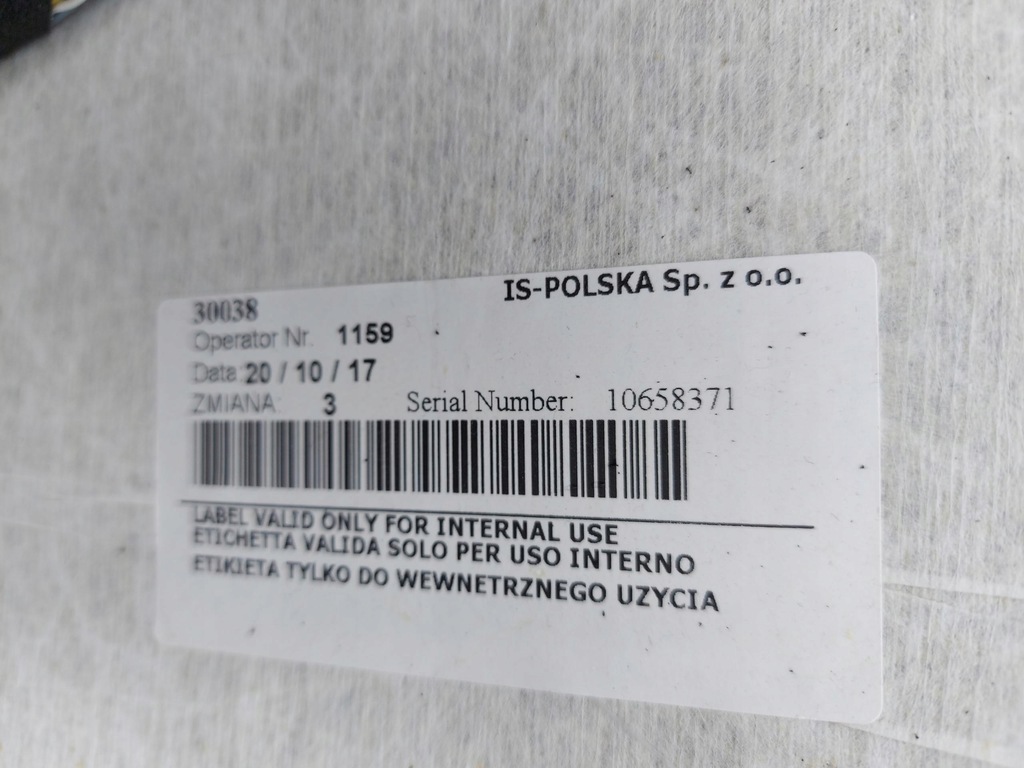 IS-POLSKA Sp. z o.o.
30038
Operator Nr. 1159
Data: 20 / 10 / 17
ZMIANA: 3 Serial Number: 10658371
LABEL VALID ONLY FOR INTERNAL USE
ETICHETTA VALIDA SOLO PER USO INTERNO
ETIKIETA TYLKO DO WEWNETRZNEGO UZYCIA